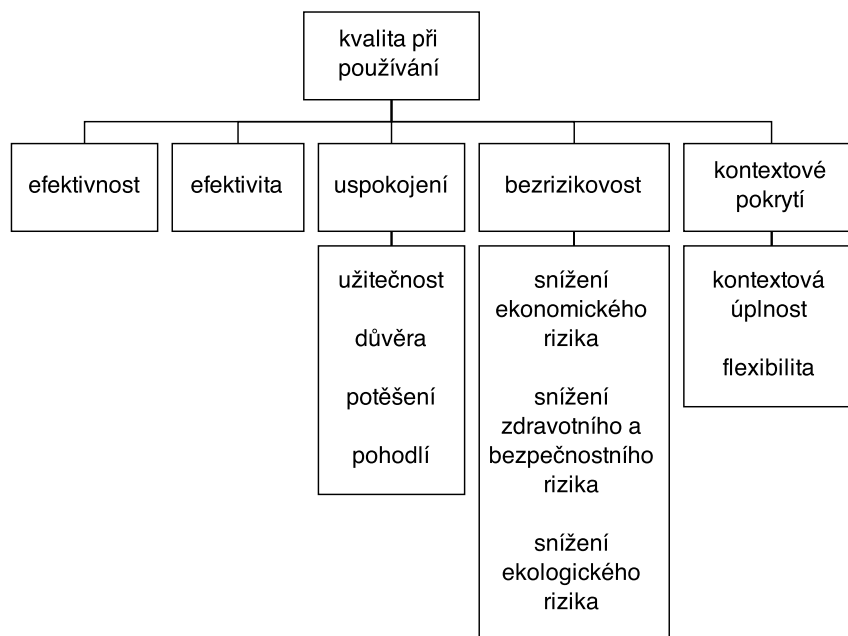 kvalita při
používání
efektivnost
efektivita
uspokojení
bezrizikovost
kontextové
pokrytí
užitečnost
důvěra
potěšení
pohodlí
snížení
ekonomického
rizika
snížení
zdravotního a
bezpečnostního
rizika
snížení
ekologického
rizika
kontextová
úplnost
flexibilita